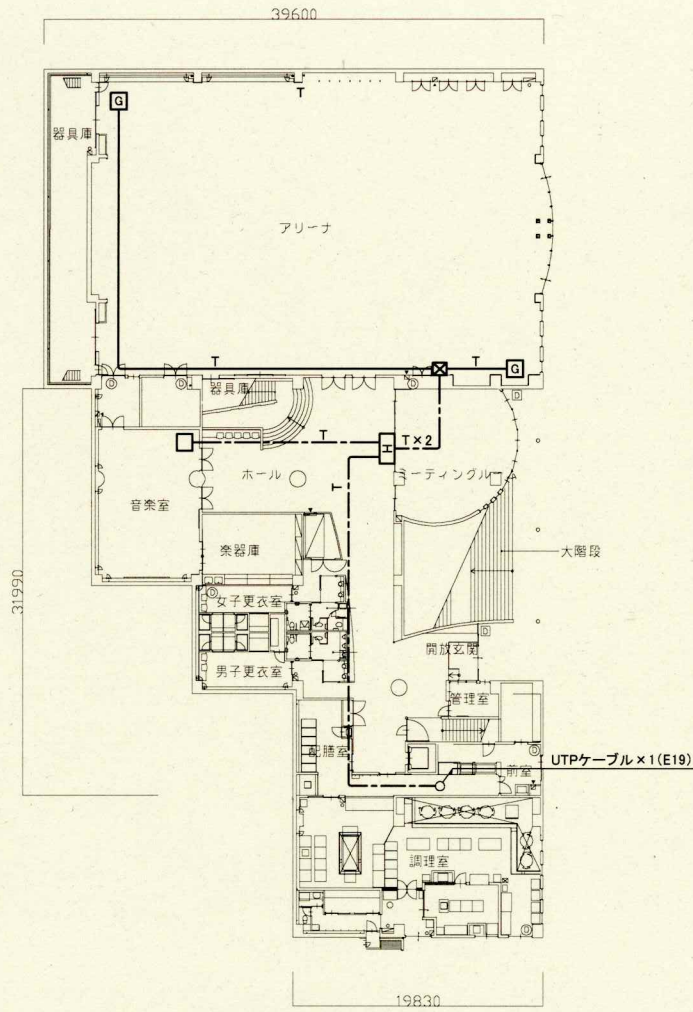 39600
T
G
器具庫
アリーナ
T
T
G
器具庫
D
D
D
T
H
T×2
ホール
T
ミーティングルーム
音楽室
楽器庫
大階段
31990
D
女子更衣室
D
開放玄関
男子更衣室
管理室
配膳室
前室
UTPケーブル×1(E19)
D
調理室
D
D
19830